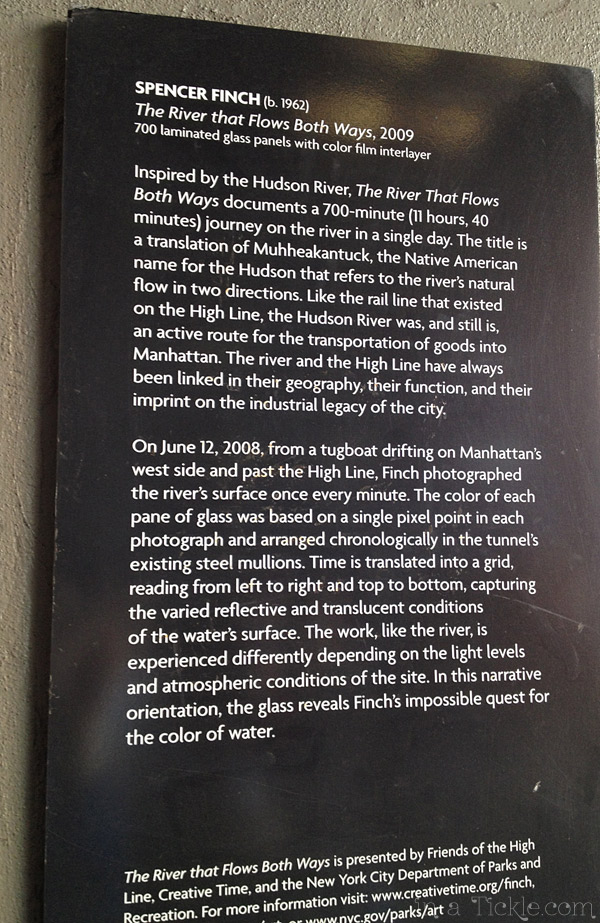 SPENCER FINCH (b. 1962)
The River that Flows Both Ways, 2009
700 laminated glass panels with color film interlayer
Inspired by the Hudson River, The River That Flows
Both Ways documents a 700-minute (11 hours, 40
minutes) journey on the river in a single day. The title is
a translation of Muhheakantuck, the Native American
name for the Hudson that refers to the river's natural
flow in two directions. Like the rail line that existed
on the High Line, the Hudson River was, and still is,
an active route for the transportation of goods into
Manhattan. The river and the High Line have always
been linked in their geography, their function, and their
imprint on the industrial legacy of the city.
On June 12, 2008, from a tugboat drifting on Manhattan's
west side and past the High Line, Finch photographed
the river's surface once every minute. The color of each
pane of glass was based on a single pixel point in each
photograph and arranged chronologically in the tunnel's
existing steel mullions. Time is translated into a grid,
reading from left to right and top to bottom, capturing
the varied reflective and translucent conditions
of the water's surface. The work, like the river, is
experienced differently depending on the light levels
and atmospheric conditions of the site. In this narrative
orientation, the glass reveals Finch's impossible quest for
the color of water.
The River that Flows Both Ways is presented by Friends of the High
Line, Creative Time, and the New York City Department of Parks and
Recreation. For more information visit: www.creativetime.org/finch,
or www.nyc.gov/parks/art
in a Tickle.com